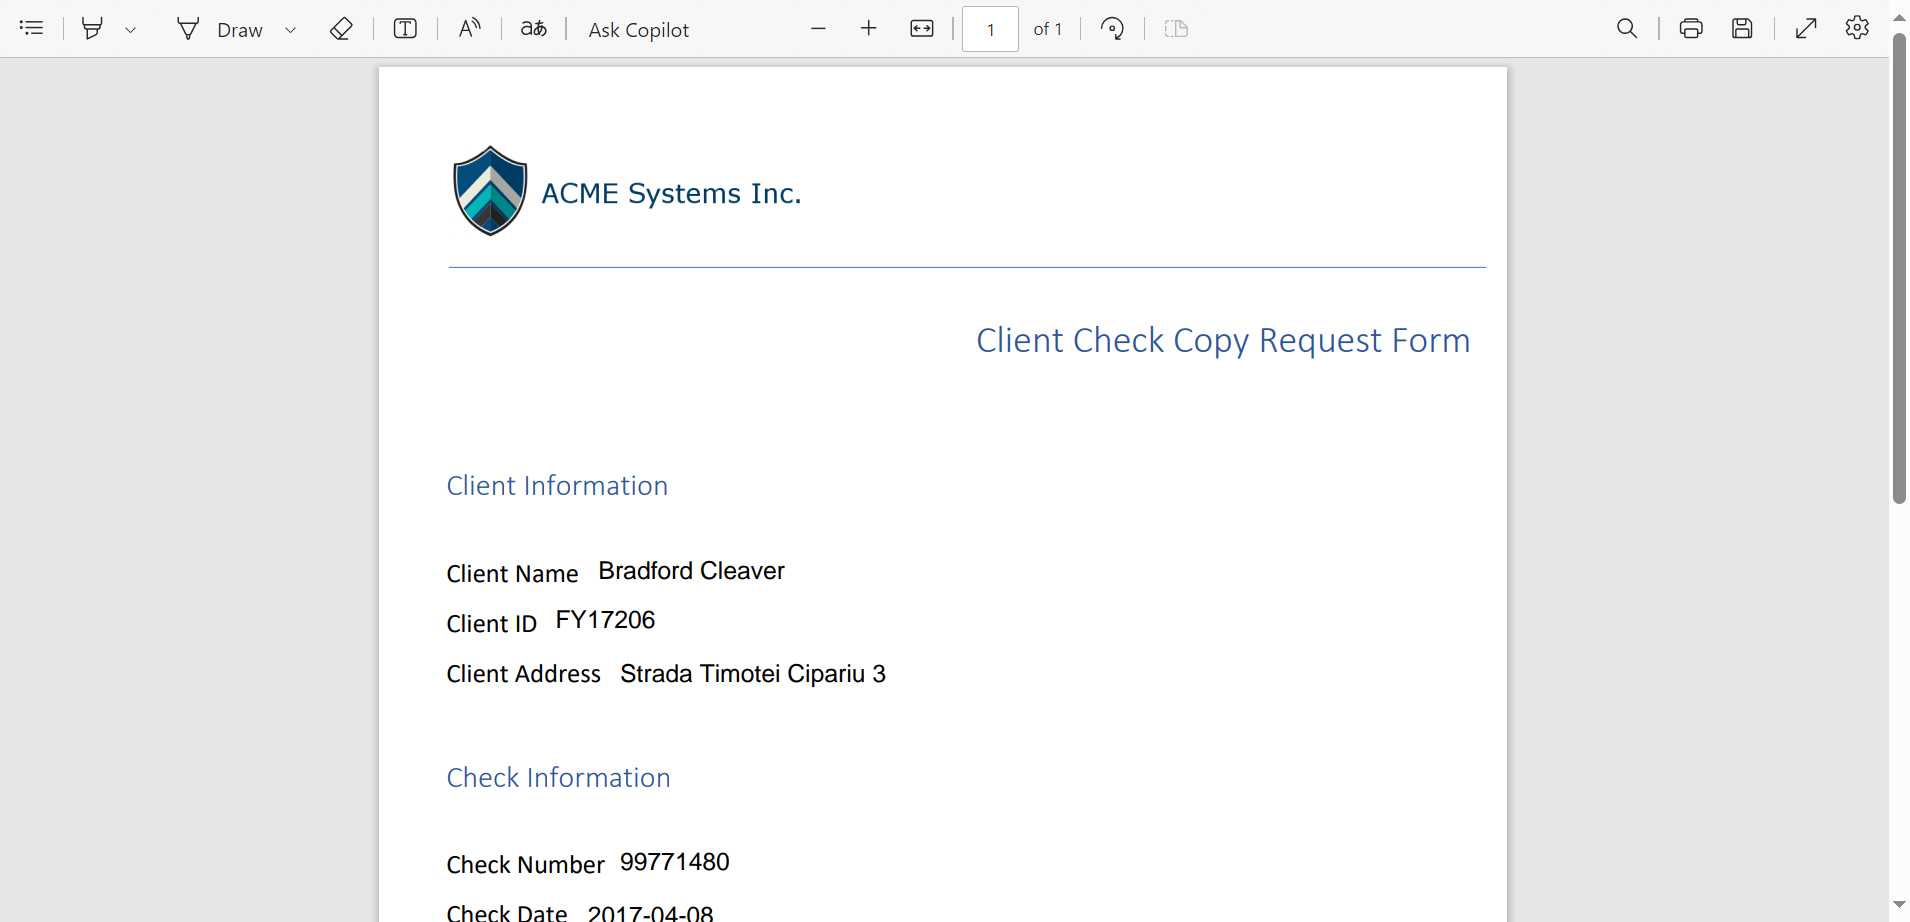 Draw
A
aあ
Ask Copilot
1
of 1
ACME Systems Inc.
Client Check Copy Request Form
Client Information
Client Name Bradford Cleaver
Client ID FY17206
Client Address Strada Timotei Cipariu 3
Check Information
Check Number 99771480
Check Date 2017-04-08